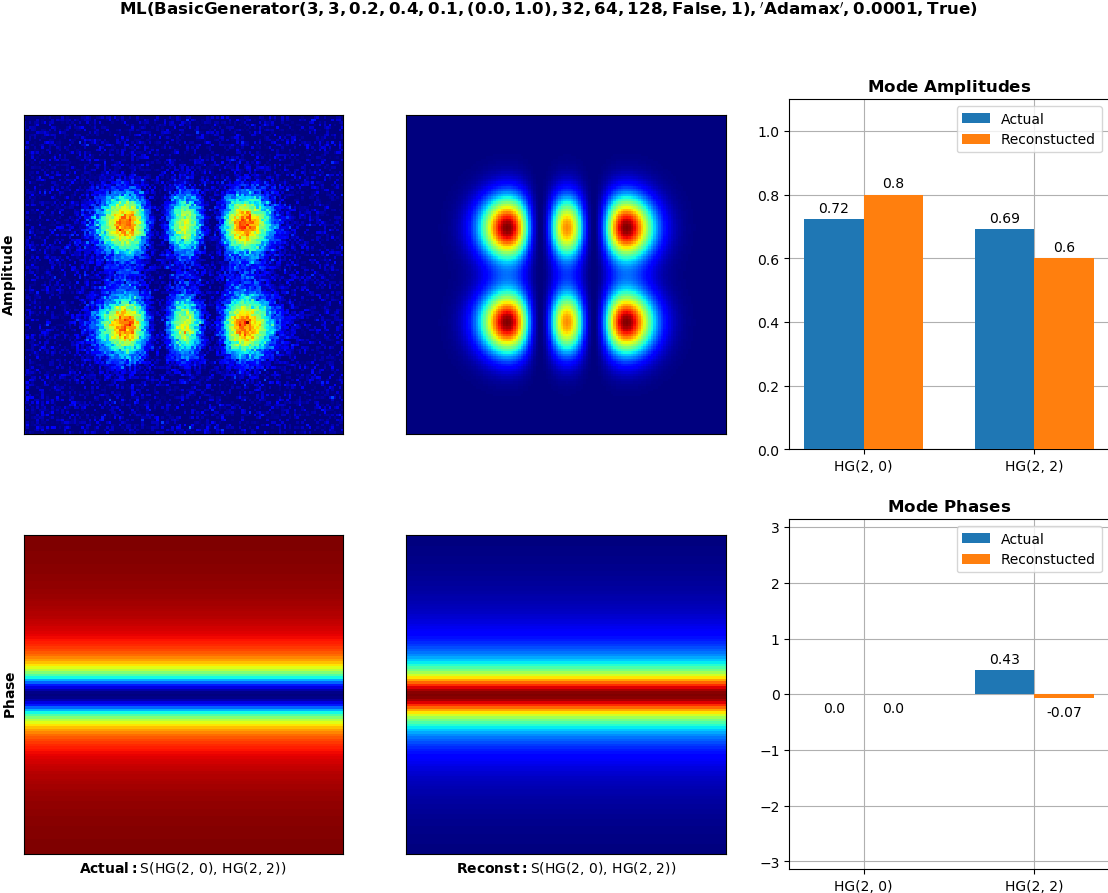 ML(BasicGenerator(3, 3, 0.2, 0.4, 0.1, (0.0, 1.0), 32, 64, 128, False, 1), ′Adamax′, 0.0001, True)
Amplitude
Mode Amplitudes
Actual
Reconstucted
1.0
0.8
0.6
0.4
0.2
0.0
0.72
0.8
0.69
0.6
HG(2, 0)
HG(2, 2)
Phase
Actual: S(HG(2, 0), HG(2, 2))
Reconst: S(HG(2, 0), HG(2, 2))
Mode Phases
Actual
Reconstucted
3
2
1
0
−1
−2
−3
0.0
0.0
0.43
-0.07
HG(2, 0)
HG(2, 2)